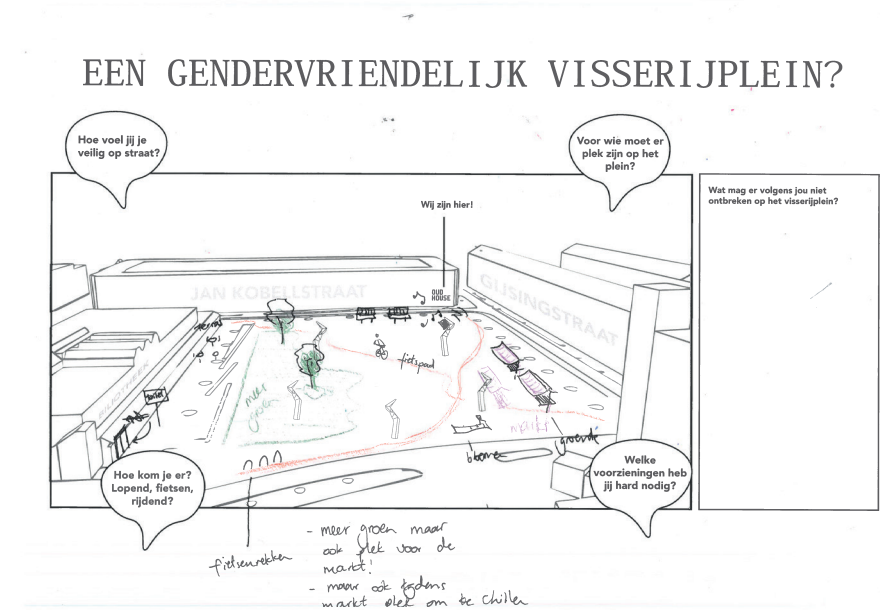 EEN GENDERVRIENDELIJK VISSERIJPLEIN?
Hoe voel jij je
veilig op straat?
Voor wie moet er
plek zijn op het
plein?
Wat mag er volgens jou niet
ontbreken op het visserijplein?
Wij zijn hier!
JAN KOBELLSTRAAT
OUD
HOUSE
GIJSINGSTRAAT
terras
BILIOTHEEK
toilet
meer
groen
fietspad
markt
bloemen
groente
Hoe kom je er?
Lopend, fietsen,
rijdend?
Welke
voorzieningen heb
jij hard nodig?
fietsenrekken
- meer groen maar
ook plek voor de
markt!
- maar ook tijdens
markt plek om te chillen